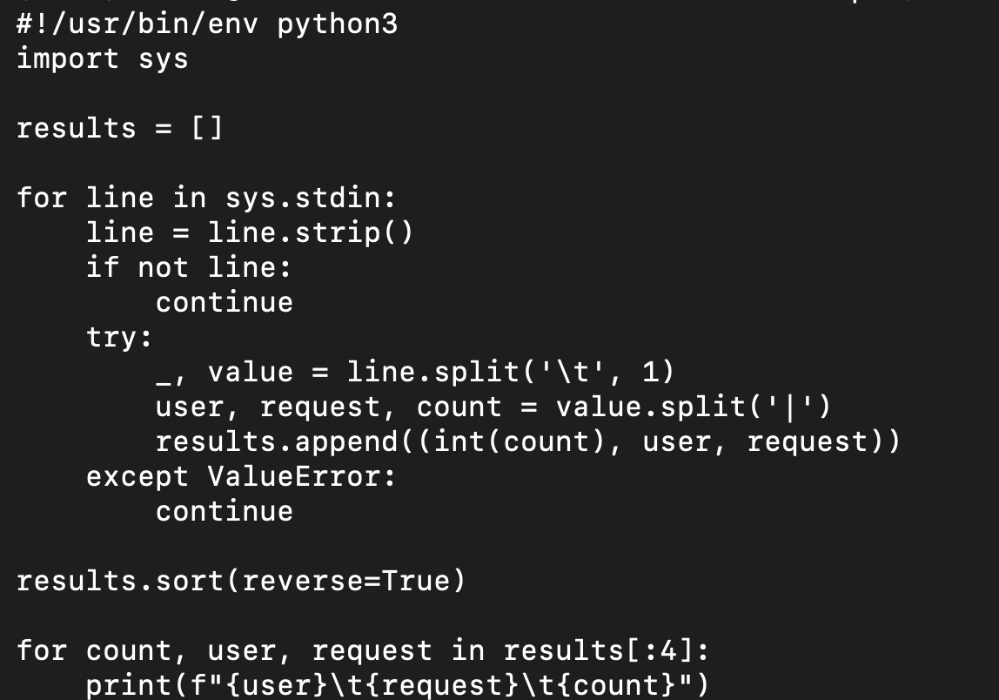 #!/usr/bin/env python3
import sys

results = []

for line in sys.stdin:
    line = line.strip()
    if not line:
        continue
    try:
        _, value = line.split('\t', 1)
        user, request, count = value.split('|')
        results.append((int(count), user, request))
    except ValueError:
        continue

results.sort(reverse=True)

for count, user, request in results[:4]:
    print(f"{user}\t{request}\t{count}")